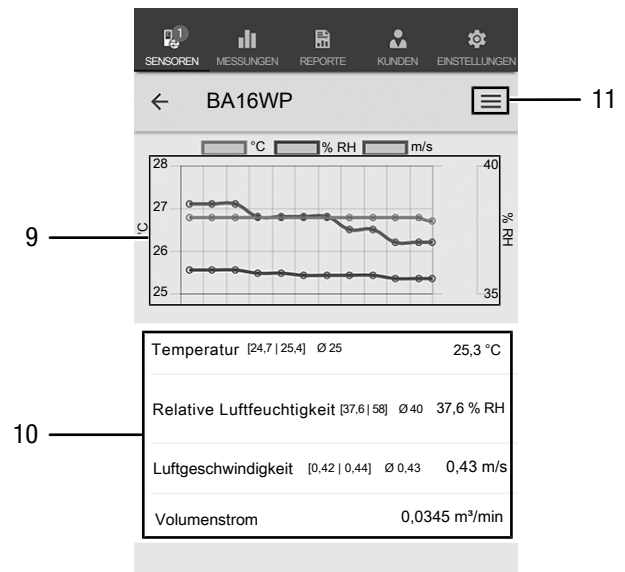 1
SENSOREN MESSUNGEN REPORTE KUNDEN EINSTELLUNGEN
BA16WP
11
°C % RH m/s
28
27
26
25
°C
40
35
% RH
9
Temperatur [24,7 | 25,4] Ø 25 25,3 °C
Relative Luftfeuchtigkeit [37,6 | 58] Ø 40 37,6 % RH
10
Luftgeschwindigkeit [0,42 | 0,44] Ø 0,43 0,43 m/s
Volumenstrom 0,0345 m³/min